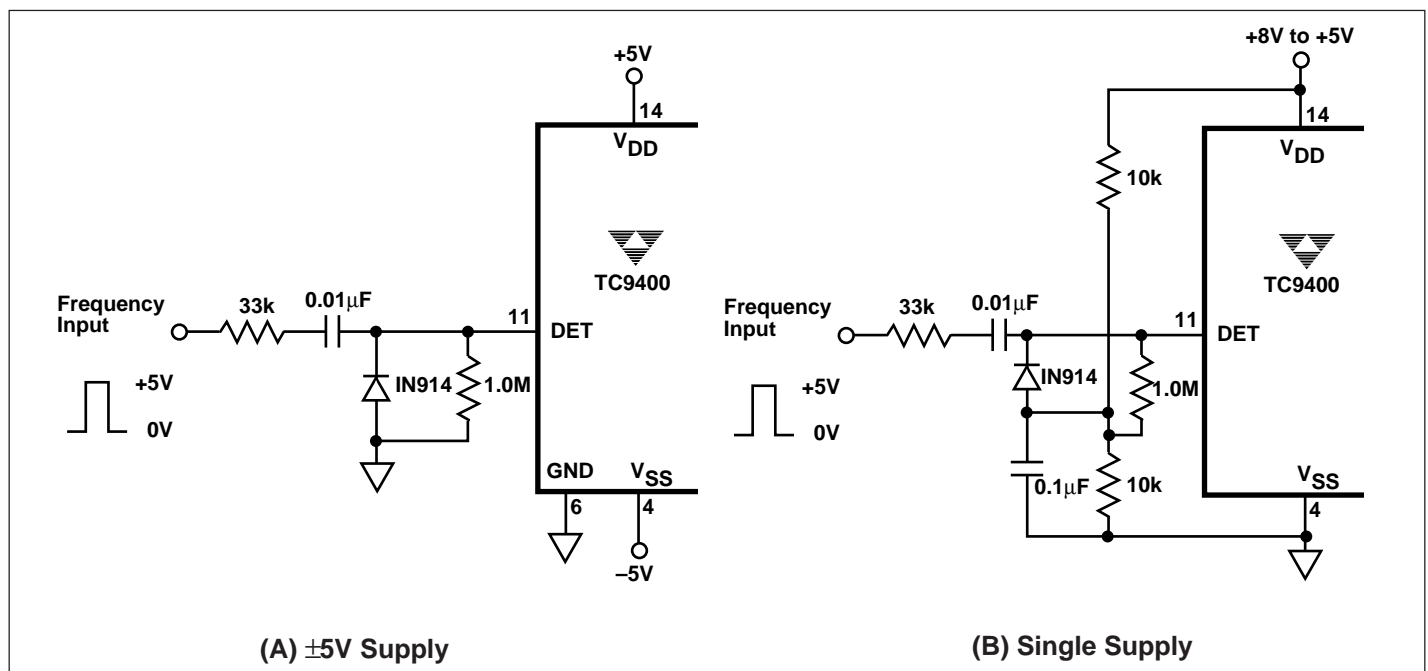 +5V
14
VDD
TC9400
Frequency
Input
33k
0.01μF
11
DET
IN914
1.0M
+5V
0V
GND
VSS
6
4
–5V
(A) ±5V Supply
+8V to +5V
14
VDD
10k
TC9400
Frequency
Input
33k
0.01μF
11
DET
IN914
1.0M
+5V
0V
0.1μF
10k
VSS
4
(B) Single Supply